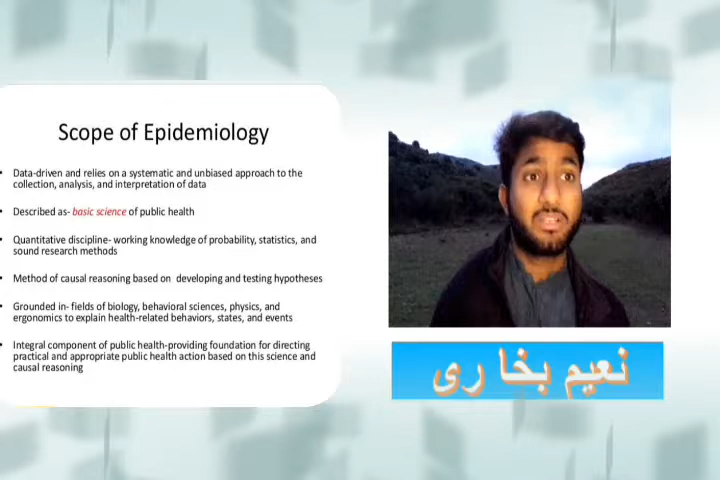 Scope of Epidemiology
• Data-driven and relies on a systematic and unbiased approach to the
collection, analysis, and interpretation of data
• Described as- basic science of public health
• Quantitative discipline- working knowledge of probability, statistics, and
sound research methods
• Method of causal reasoning based on developing and testing hypotheses
• Grounded in- fields of biology, behavioral sciences, physics, and
ergonomics to explain health-related behaviors, states, and events
• Integral component of public health-providing foundation for directing
practical and appropriate public health action based on this science and
causal reasoning
نعیم بخا ری